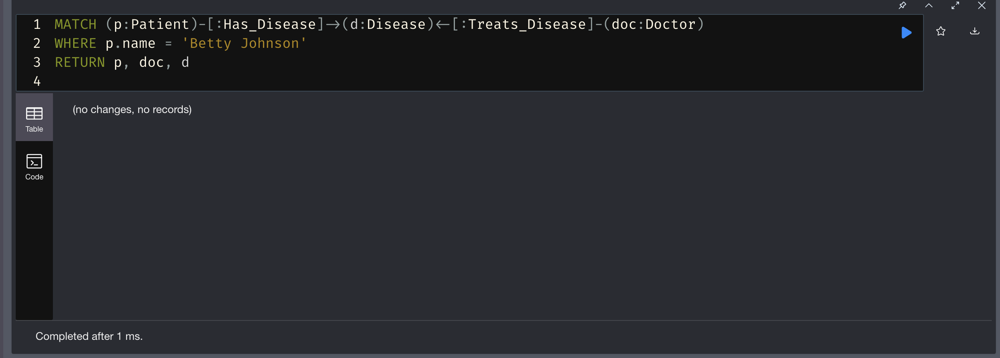 1 MATCH (p:Patient)-[:Has_Disease]->(d:Disease)<-[:Treats_Disease]-(doc:Doctor)
2 WHERE p.name = 'Betty Johnson'
3 RETURN p, doc, d
4
(no changes, no records)
Table
Code
Completed after 1 ms.